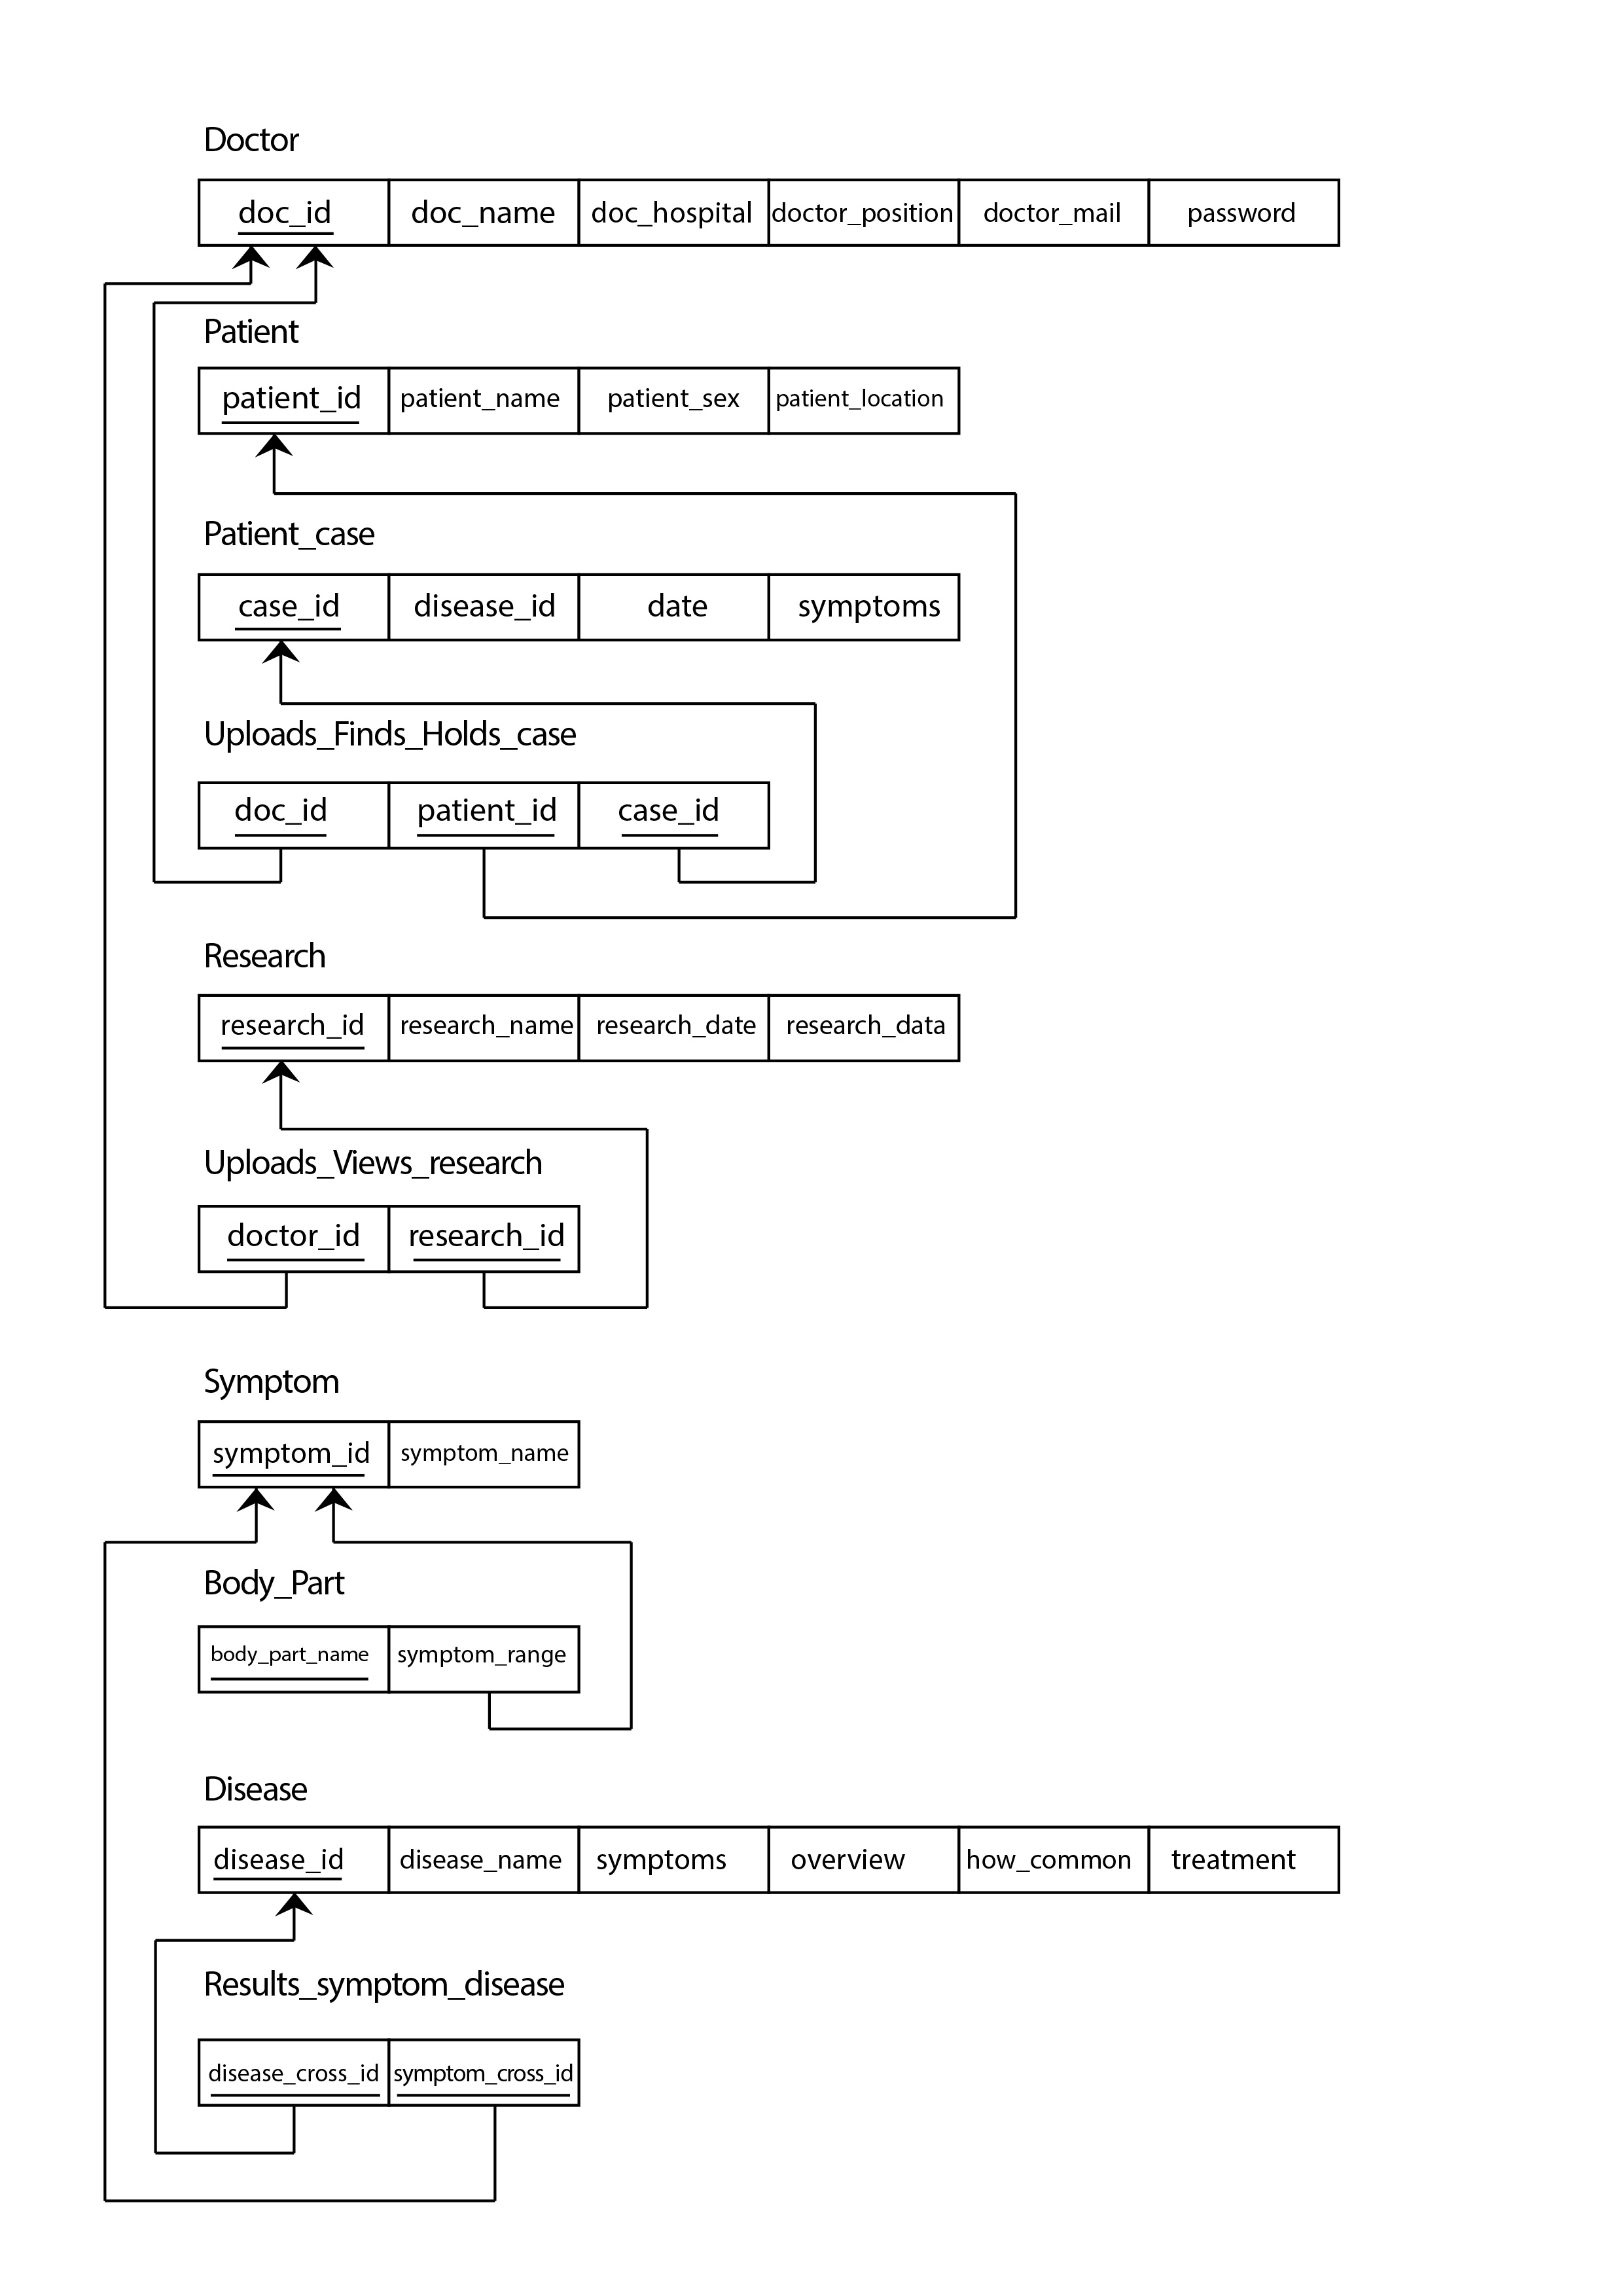 Doctor
doc_id doc_name doc_hospital doctor_position doctor_mail password
Patient
patient_id patient_name patient_sex patient_location
Patient_case
case_id disease_id date symptoms
Uploads_Finds_Holds_case
doc_id patient_id case_id
Research
research_id research_name research_date research_data
Uploads_Views_research
doctor_id research_id
Symptom
symptom_id symptom_name
Body_Part
body_part_name symptom_range
Disease
disease_id disease_name symptoms overview how_common treatment
Results_symptom_disease
disease_cross_id symptom_cross_id